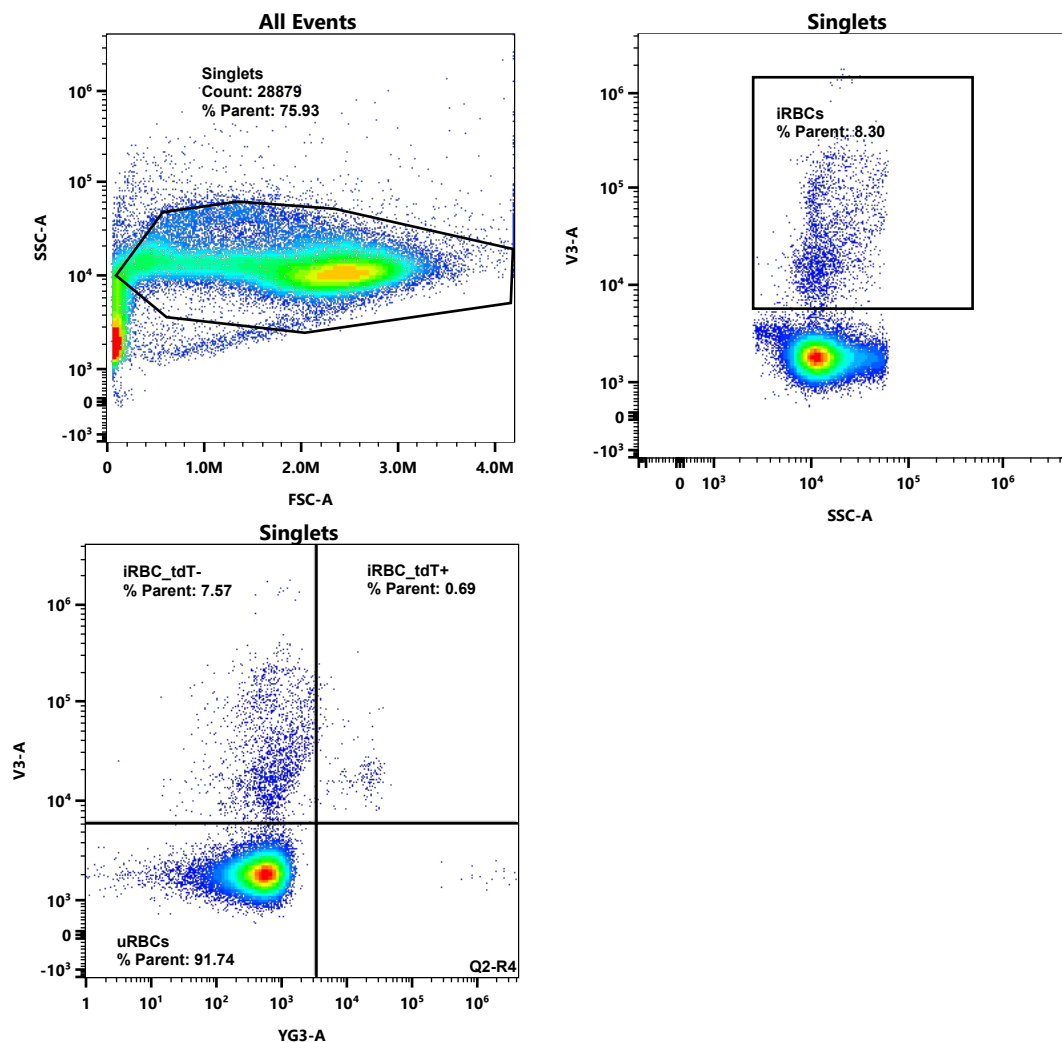 All Events
Singlets
Count: 28879
% Parent: 75.93
10⁶
10⁵
10⁴
10³
0
-10³
SSC-A
0
1.0M
2.0M
3.0M
4.0M
FSC-A
Singlets
iRBCs
% Parent: 8.30
10⁶
10⁵
10⁴
10³
0
-10³
V3-A
0
10³
10⁴
10⁵
10⁶
SSC-A
Singlets
iRBC_tdT-
% Parent: 7.57
iRBC_tdT+
% Parent: 0.69
10⁶
10⁵
10⁴
10³
0
-10³
V3-A
uRBCs
% Parent: 91.74
Q2-R4
1
10¹
10²
10³
10⁴
10⁵
10⁶
YG3-A